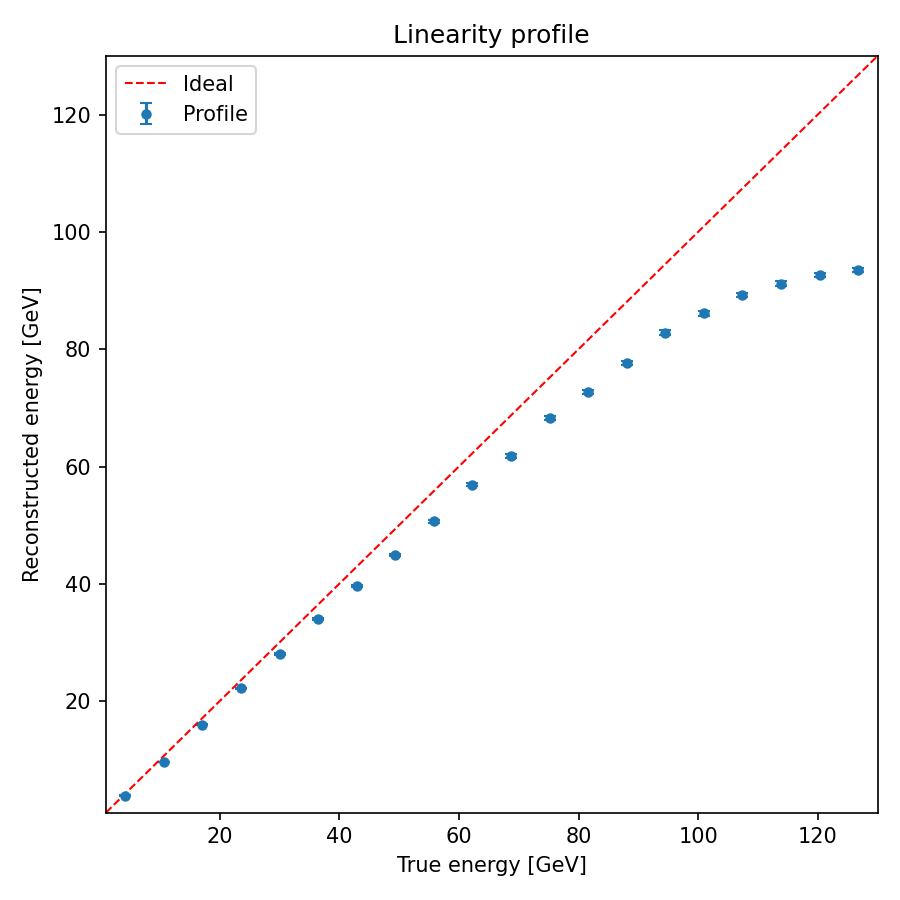 Linearity profile
Ideal
Profile
Reconstructed energy [GeV]
120
100
80
60
40
20
20 40 60 80 100 120
True energy [GeV]